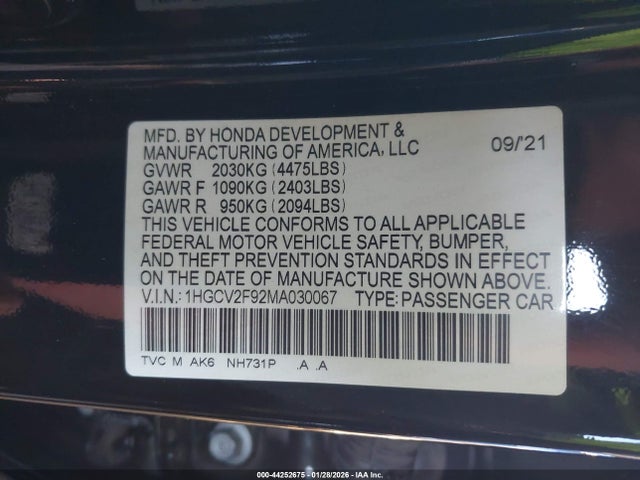 MFD. BY HONDA DEVELOPMENT &
MANUFACTURING OF AMERICA, LLC 09/'21
GVWR 2030KG (4475LBS)
GAWR F 1090KG (2403LBS)
GAWR R 950KG (2094LBS)
THIS VEHICLE CONFORMS TO ALL APPLICABLE
FEDERAL MOTOR VEHICLE SAFETY, BUMPER,
AND THEFT PREVENTION STANDARDS IN EFFECT
ON THE DATE OF MANUFACTURE SHOWN ABOVE.
V.I.N.: 1HGCV2F92MA030067 TYPE: PASSENGER CAR
TVC M AK6 NH731P .A .A
000-44252675 - 01/28/2026 - IAA Inc.